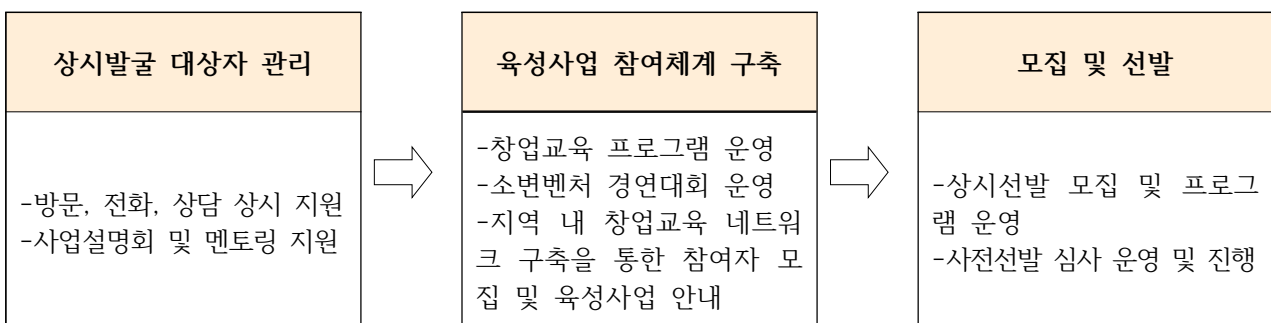 상시발굴 대상자 관리
-방문, 전화, 상담 상시 지원
-사업설명회 및 멘토링 지원
육성사업 참여체계 구축
-창업교육 프로그램 운영
-소변벤처 경연대회 운영
-지역 내 창업교육 네트워
크 구축을 통한 참여자 모
집 및 육성사업 안내
모집 및 선발
-상시선발 모집 및 프로그
램 운영
-사전선발 심사 운영 및 진행